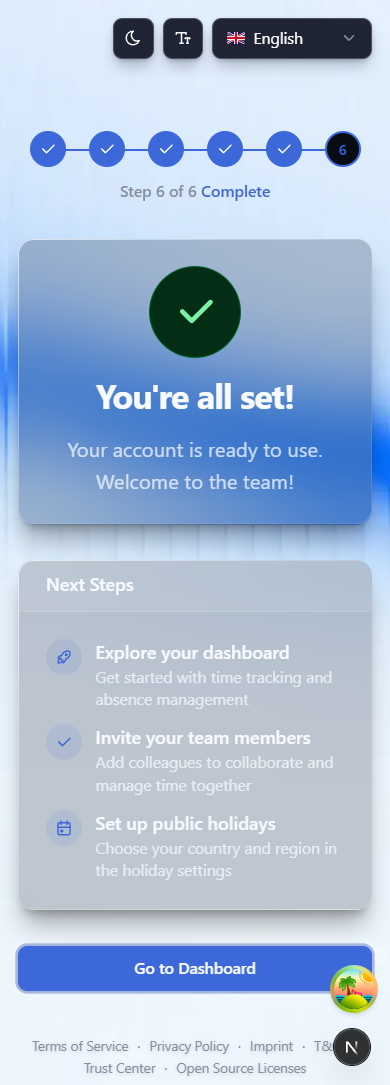 English
6
Step 6 of 6 Complete
You're all set!
Your account is ready to use.
Welcome to the team!
Next Steps
Explore your dashboard
Get started with time tracking and
absence management
Invite your team members
Add colleagues to collaborate and
manage time together
Set up public holidays
Choose your country and region in
the holiday settings
Go to Dashboard
Terms of Service · Privacy Policy · Imprint ·
N
Trust Center · Open Source Licenses